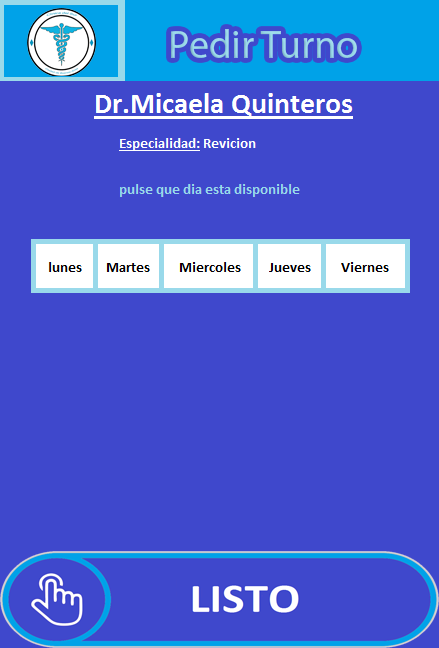 Pedir Turno
Dr.Micaela Quinteros
Especialidad: Revicion
pulse que dia esta disponible
lunes Martes Miercoles Jueves Viernes
LISTO